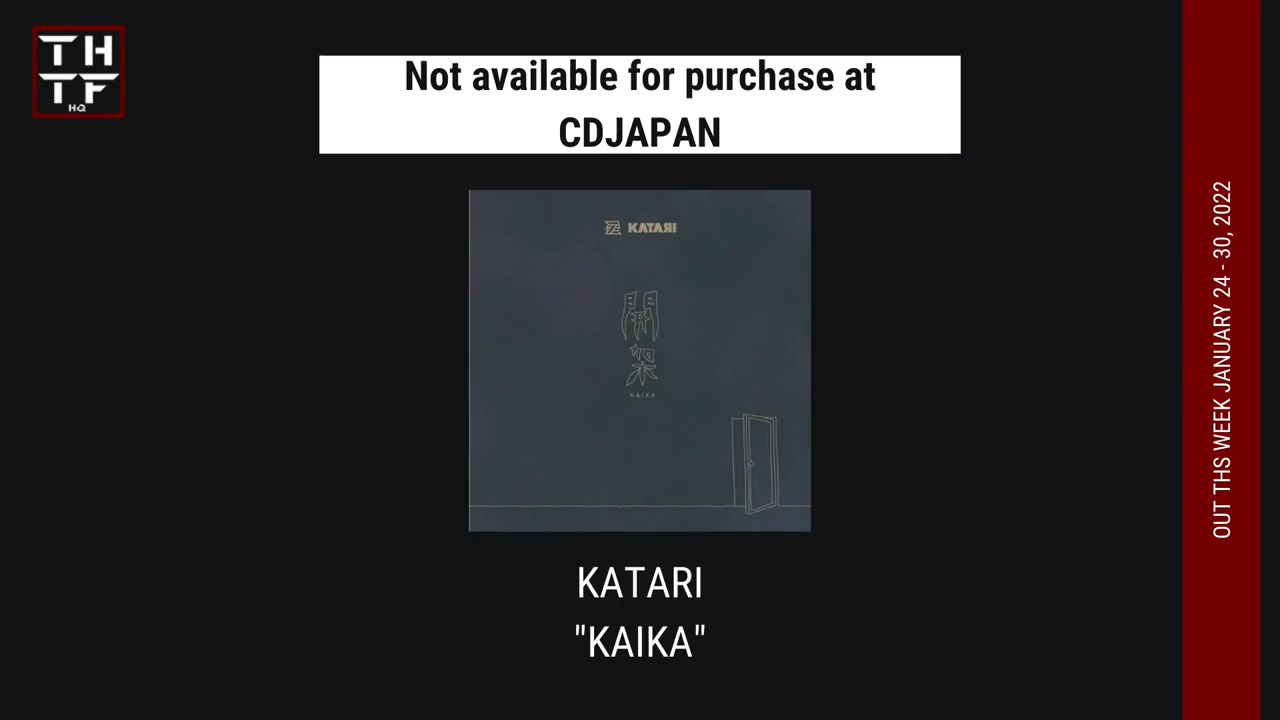 TH
TF
HQ
Not available for purchase at
CDJAPAN
KATARI
開
架
KAIKA
KATARI
"KAIKA"
OUT THS WEEK JANUARY 24 - 30, 2022